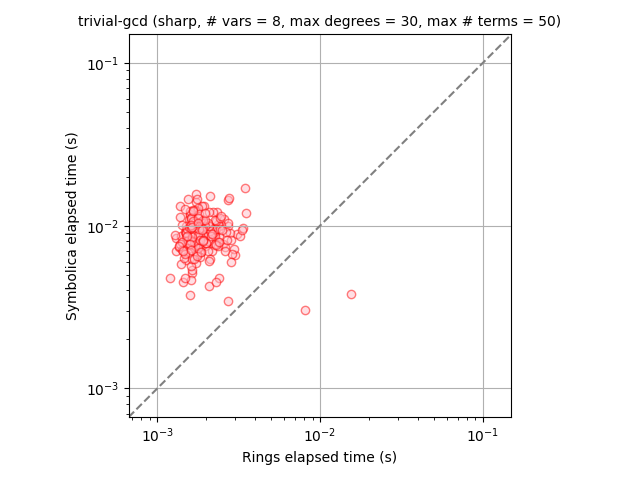 trivial-gcd (sharp, # vars = 8, max degrees = 30, max # terms = 50)
10⁻¹
10⁻²
10⁻³
Symbolica elapsed time (s)
10⁻³
10⁻²
10⁻¹
Rings elapsed time (s)